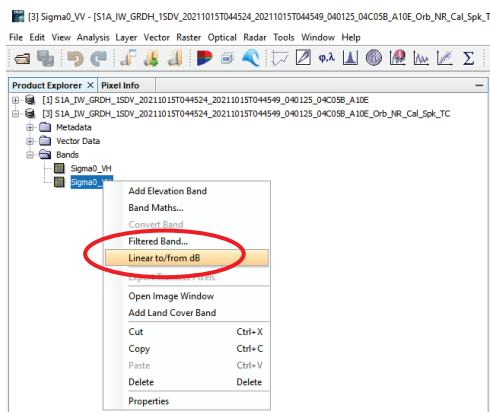 [3] Sigma0_VV - [S1A_IW_GRDH_1SDV_20211015T044524_20211015T044549_040125_04C05B_A10E_Orb_NR_Cal_Spk_T
File Edit View Analysis Layer Vector Raster Optical Radar Tools Window Help
φ,λ Σ
Product Explorer × Pixel Info
[1] S1A_IW_GRDH_1SDV_20211015T044524_20211015T044549_040125_04C05B_A10E
[3] S1A_IW_GRDH_1SDV_20211015T044524_20211015T044549_040125_04C05B_A10E_Orb_NR_Cal_Spk_TC
Metadata
Vector Data
Bands
Sigma0_VH
Sigma0_
Add Elevation Band
Band Maths...
Convert Band
Filtered Band...
Linear to/from dB
Open Image Window
Add Land Cover Band
Cut Ctrl+X
Copy Ctrl+C
Paste Ctrl+V
Delete Delete
Properties